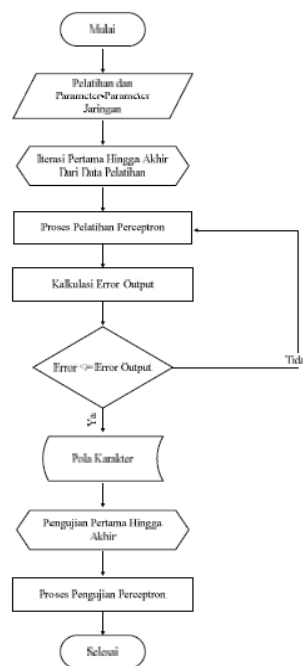 Mulai
Pelatihan dan
Parameter-Parameter
Jaringan
Iterasi Pertama Hingga Akhir
Dari Data Pelatihan
Proses Pelatihan Perceptron
Kalkulasi Error Output
Error <= Error Output
Tida
Ya
Pola Karakter
Pengujian Pertama Hingga
Akhir
Proses Pengujian Perceptron
Selesai